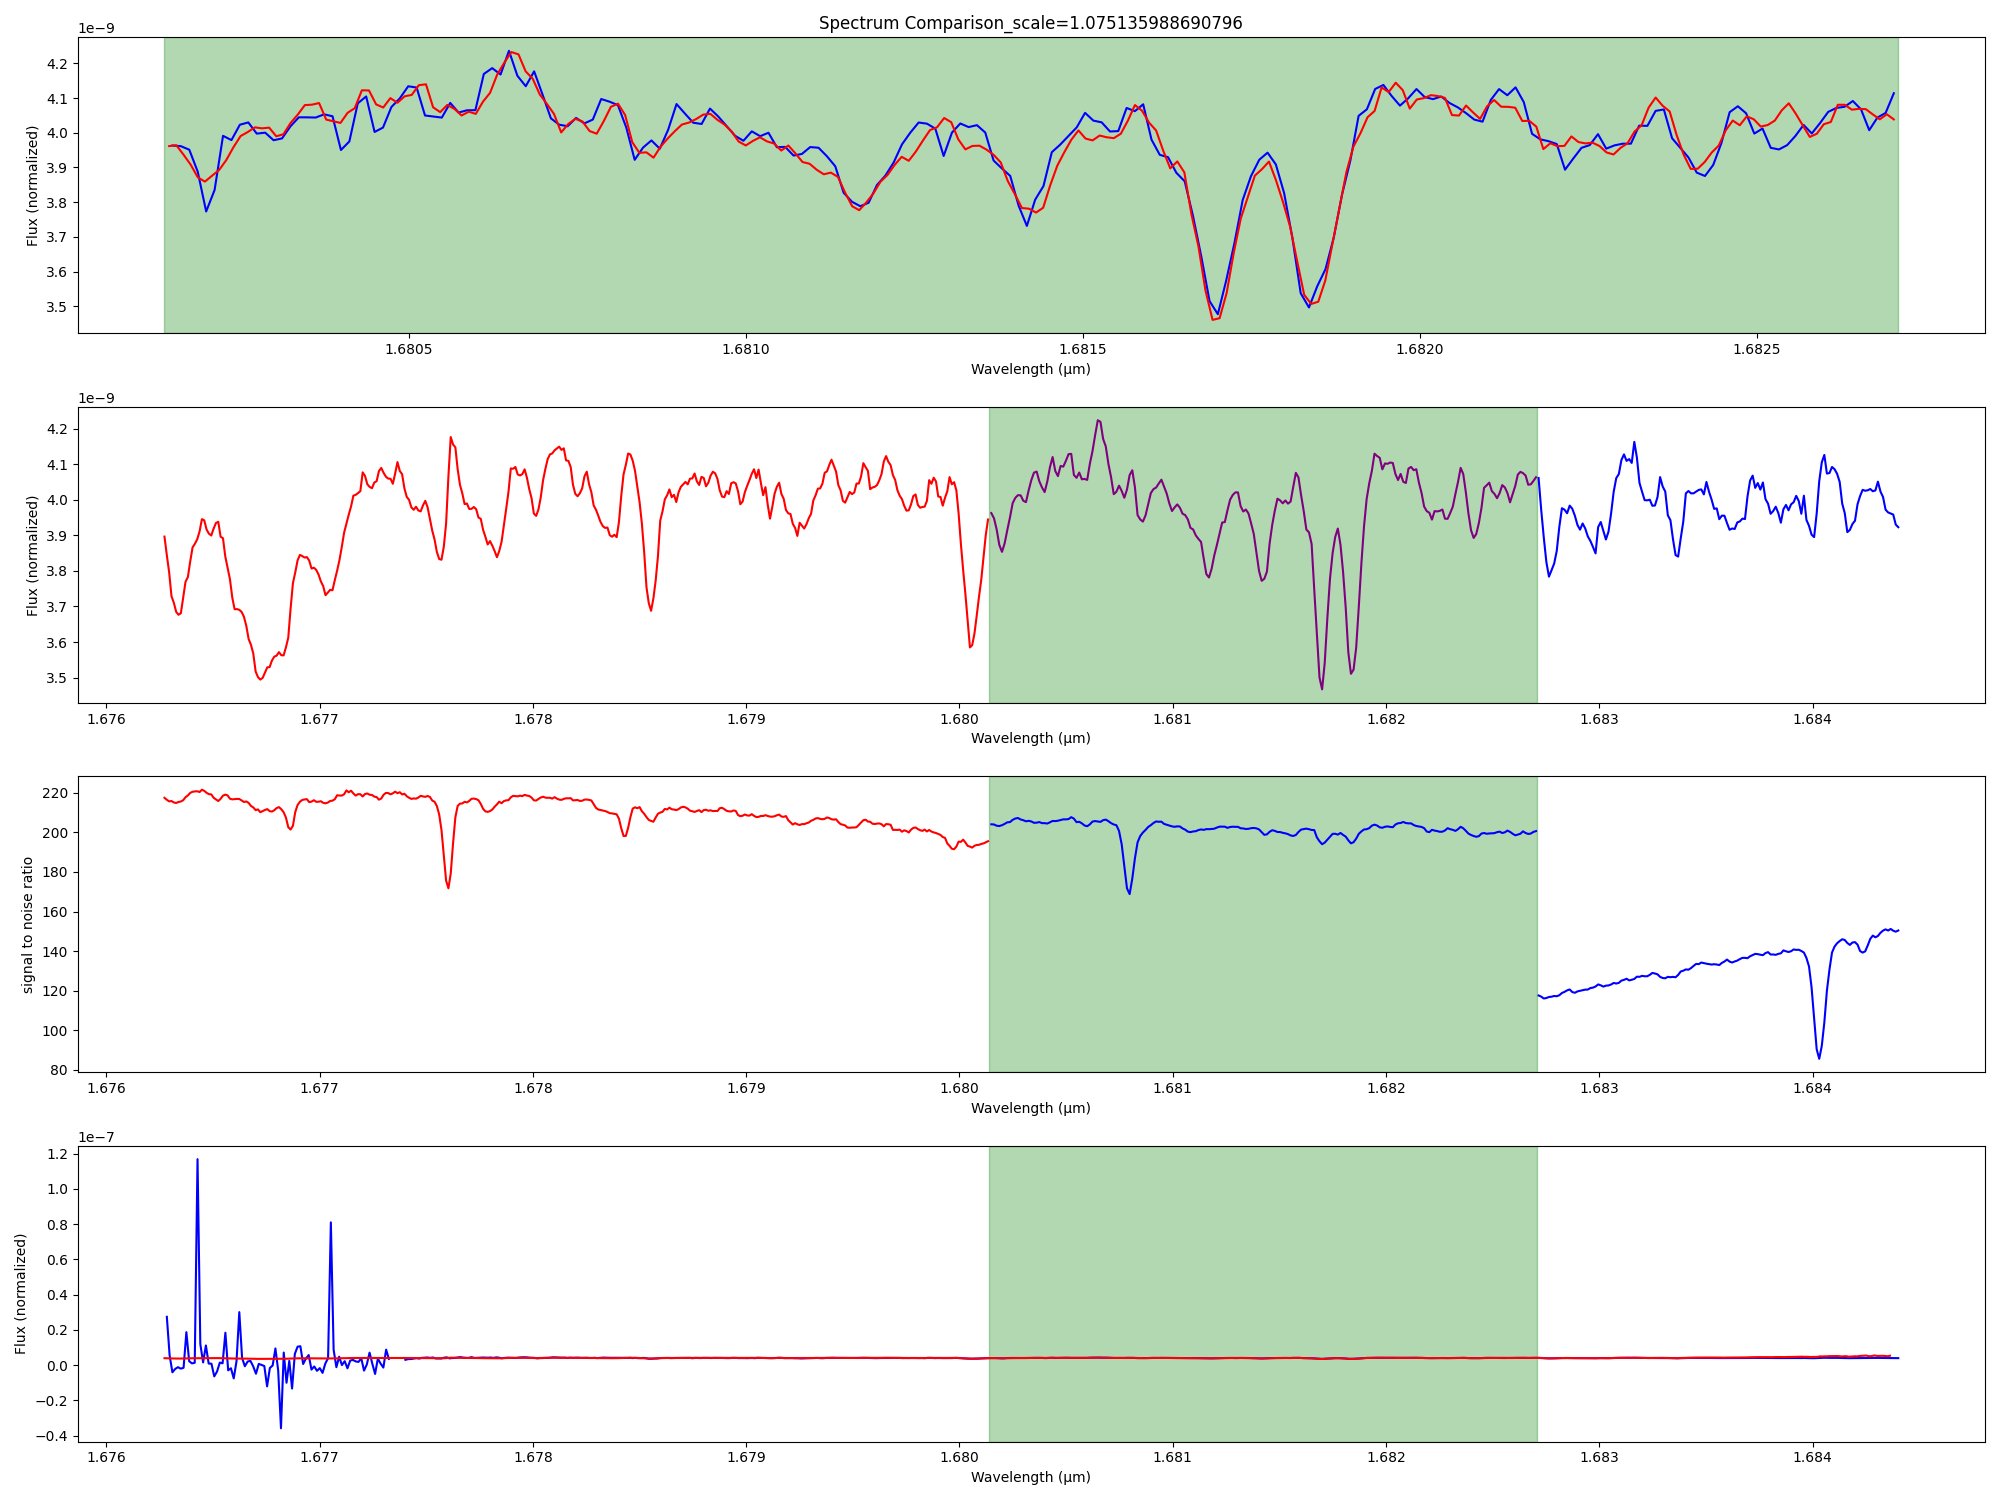 Spectrum Comparison_scale=1.075135988690796
1e−9
4.2
4.1
4.0
3.9
3.8
3.7
3.6
3.5
Flux (normalized)
1.6805 1.6810 1.6815 1.6820 1.6825
Wavelength (μm)
1e−9
4.2
4.1
4.0
3.9
3.8
3.7
3.6
3.5
Flux (normalized)
1.676 1.677 1.678 1.679 1.680 1.681 1.682 1.683 1.684
Wavelength (μm)
220
200
180
160
140
120
100
80
signal to noise ratio
1.676 1.677 1.678 1.679 1.680 1.681 1.682 1.683 1.684
Wavelength (μm)
1e−7
1.2
1.0
0.8
0.6
0.4
0.2
0.0
−0.2
−0.4
Flux (normalized)
1.676 1.677 1.678 1.679 1.680 1.681 1.682 1.683 1.684
Wavelength (μm)